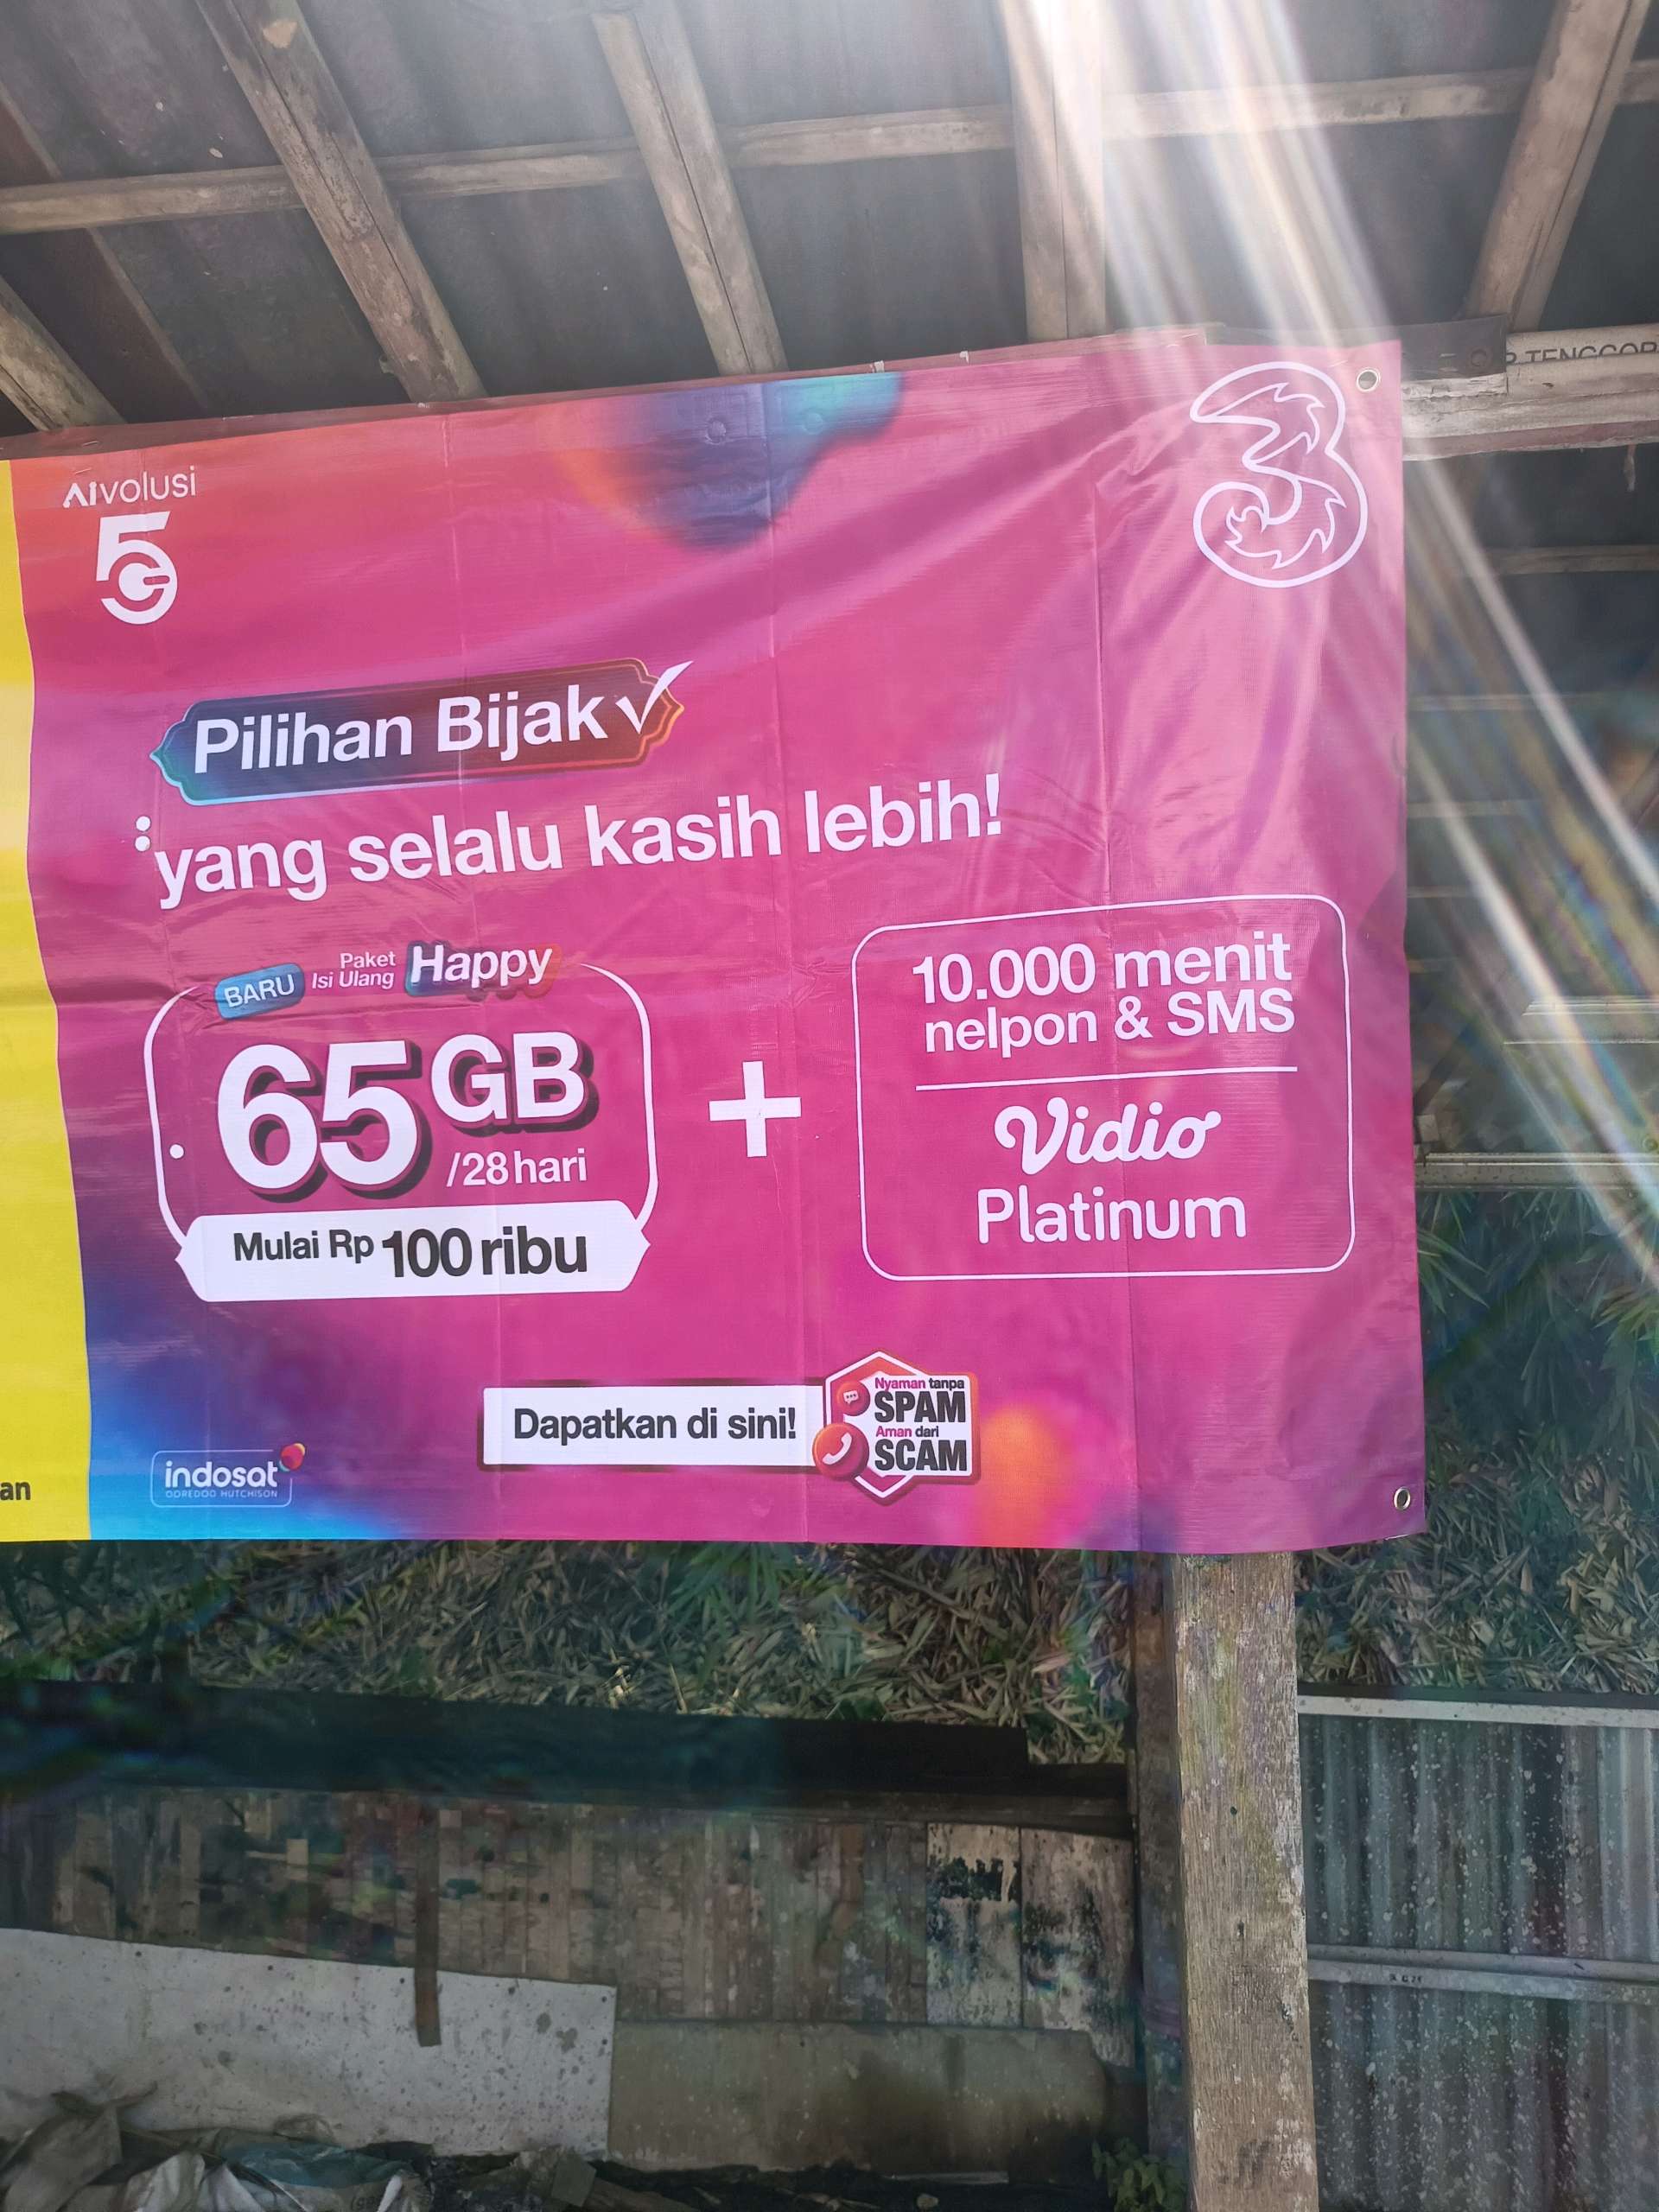 AIvolusi
5G
3
Pilihan Bijak
yang selalu kasih lebih!
BARU
Paket
Isi Ulang
Happy
65 GB
/28 hari
Mulai Rp 100 ribu
+
10.000 menit
nelpon & SMS
Vidio
Platinum
Dapatkan di sini!
Nyaman tanpa
SPAM
Aman dari
SCAM
indosat
OOREDOO HUTCHISON
an